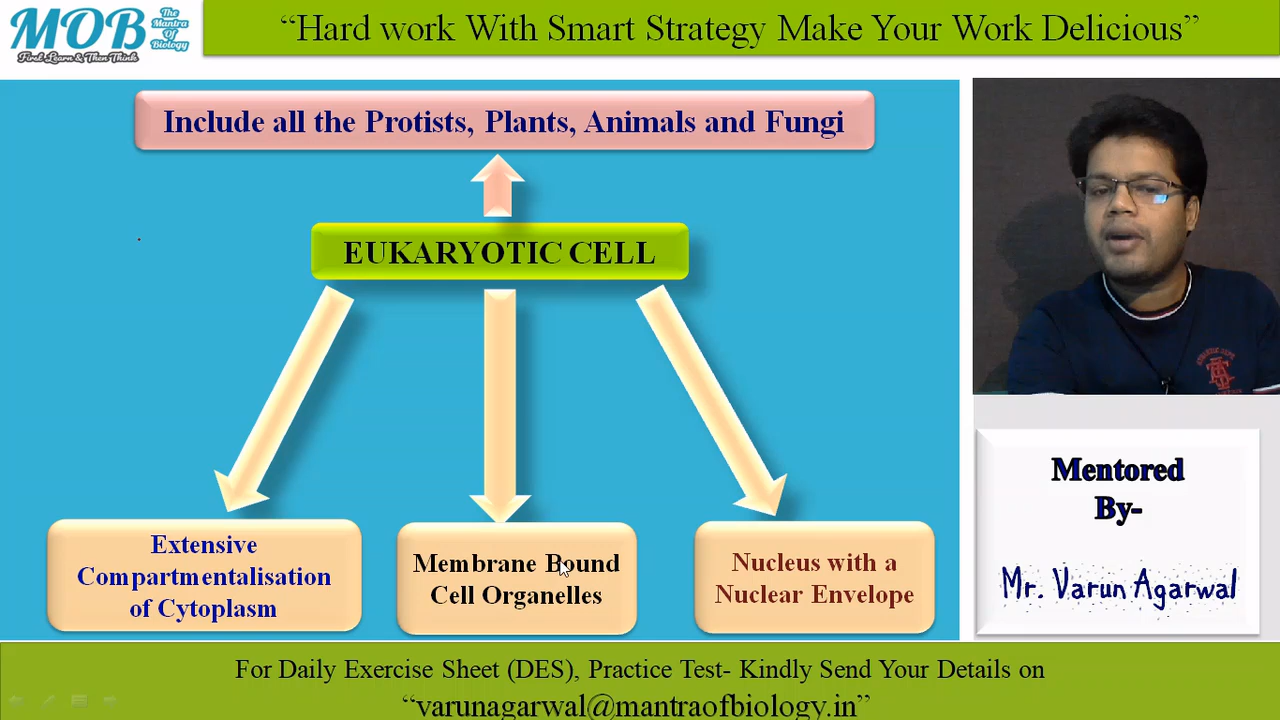 MOB The Mantra Of Biology
First Learn & Then Think
“Hard work With Smart Strategy Make Your Work Delicious”
Include all the Protists, Plants, Animals and Fungi
EUKARYOTIC CELL
Extensive
Compartmentalisation
of Cytoplasm
Membrane Bound
Cell Organelles
Nucleus with a
Nuclear Envelope
Mentored
By-
Mr. Varun Agarwal
For Daily Exercise Sheet (DES), Practice Test- Kindly Send Your Details on
“varunagarwal@mantraofbiology.in”